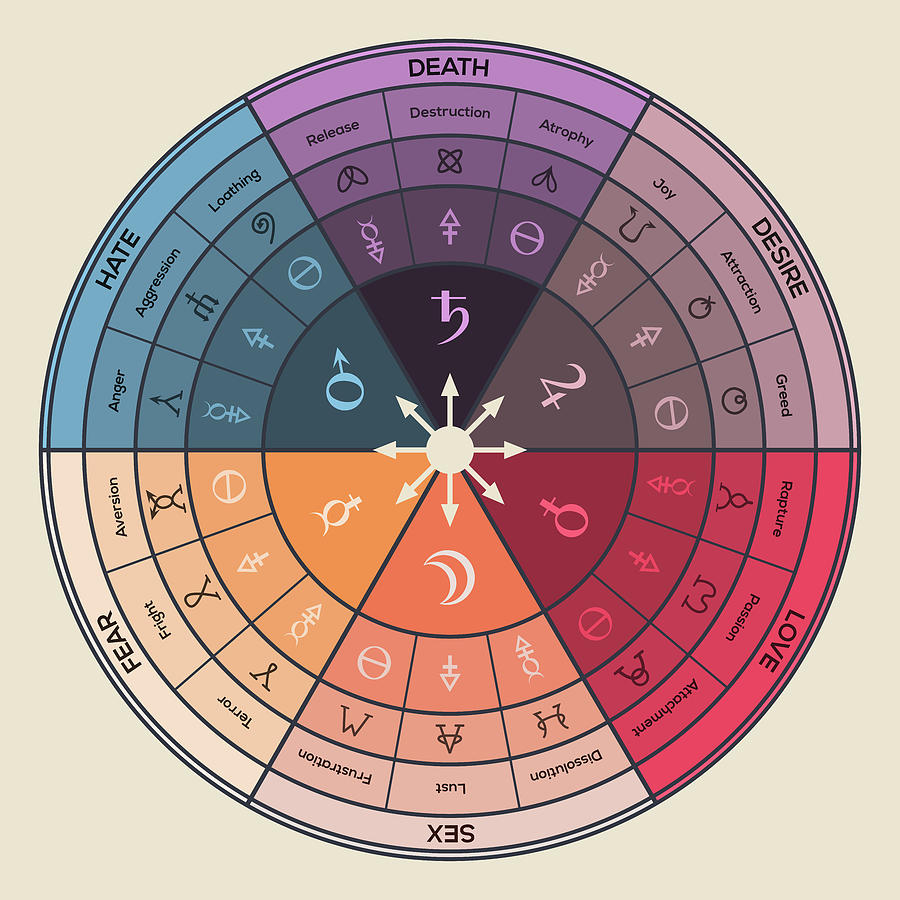 DEATH
Release
Destruction
Atrophy
DESIRE
Joy
Attraction
Greed
LOVE
Rapture
Passion
Attachment
SEX
Dissolution
Lust
Frustration
FEAR
Terror
Fright
Aversion
HATE
Anger
Aggression
Loathing